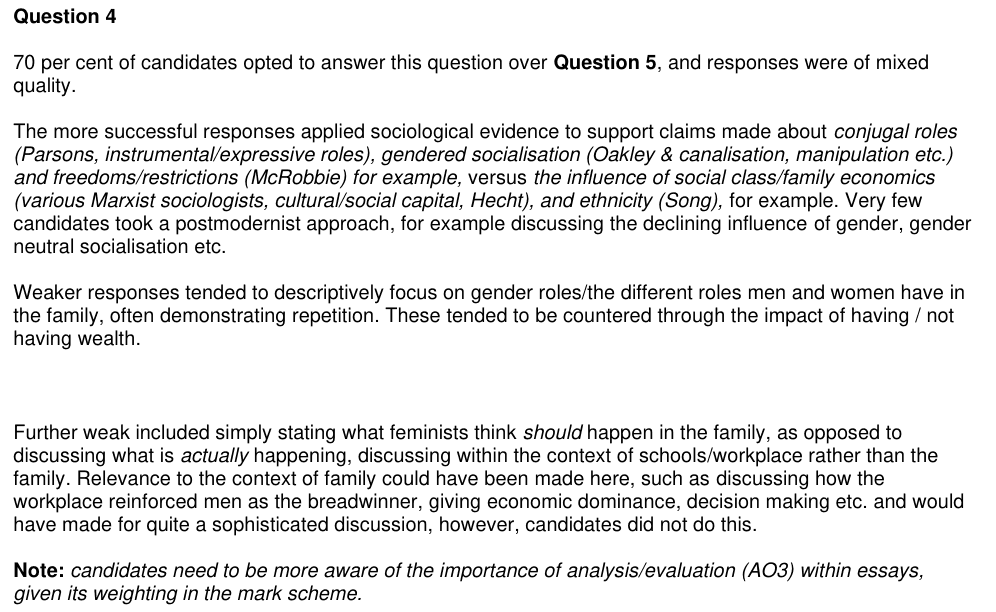 Question 4
70 per cent of candidates opted to answer this question over Question 5, and responses were of mixed
quality.
The more successful responses applied sociological evidence to support claims made about conjugal roles
(Parsons, instrumental/expressive roles), gendered socialisation (Oakley & canalisation, manipulation etc.)
and freedoms/restrictions (McRobbie) for example, versus the influence of social class/family economics
(various Marxist sociologists, cultural/social capital, Hecht), and ethnicity (Song), for example. Very few
candidates took a postmodernist approach, for example discussing the declining influence of gender, gender
neutral socialisation etc.
Weaker responses tended to descriptively focus on gender roles/the different roles men and women have in
the family, often demonstrating repetition. These tended to be countered through the impact of having / not
having wealth.
Further weak included simply stating what feminists think should happen in the family, as opposed to
discussing what is actually happening, discussing within the context of schools/workplace rather than the
family. Relevance to the context of family could have been made here, such as discussing how the
workplace reinforced men as the breadwinner, giving economic dominance, decision making etc. and would
have made for quite a sophisticated discussion, however, candidates did not do this.
Note: candidates need to be more aware of the importance of analysis/evaluation (AO3) within essays,
given its weighting in the mark scheme.